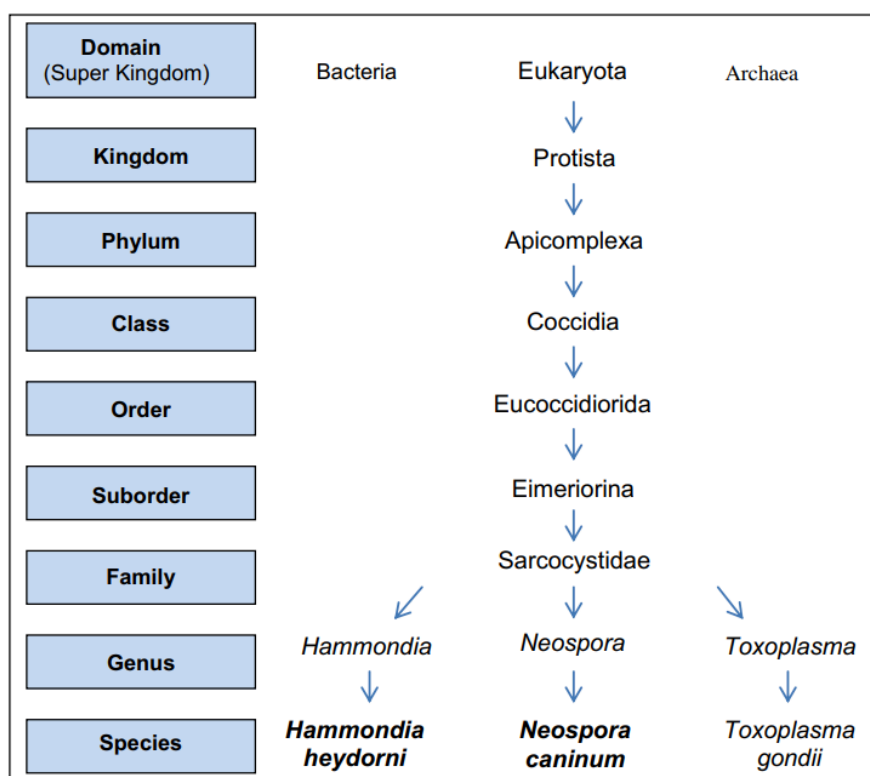 Domain
(Super Kingdom)
Bacteria
Eukaryota
Archaea
Kingdom
Protista
Phylum
Apicomplexa
Class
Coccidia
Order
Eucoccidiorida
Suborder
Eimeriorina
Family
Sarcocystidae
Genus
Hammondia
Neospora
Toxoplasma
Species
Hammondia
heydorni
Neospora
caninum
Toxoplasma
gondii